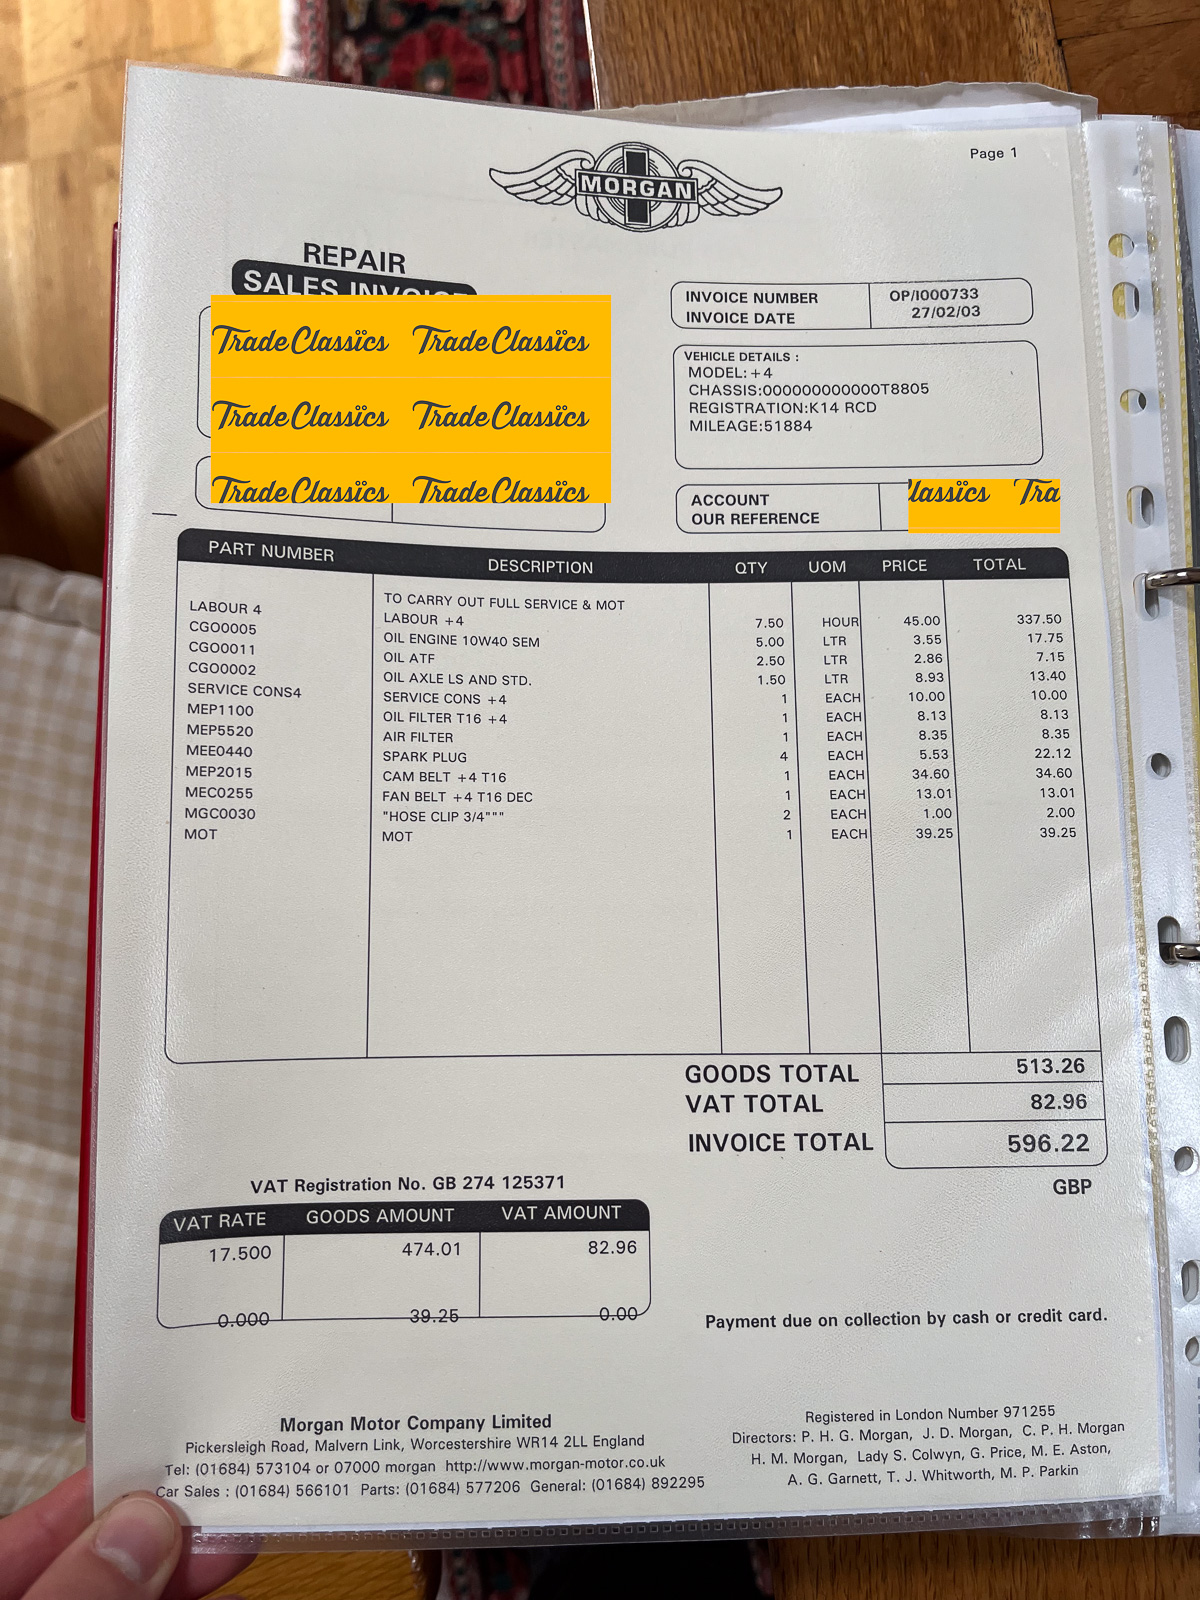 Page 1
MORGAN
REPAIR
SALES INVOICE
INVOICE NUMBER OP/I000733
INVOICE DATE 27/02/03
TradeClassics TradeClassics
TradeClassics TradeClassics
TradeClassics TradeClassics
VEHICLE DETAILS :
MODEL:+4
CHASSIS:000000000000T8805
REGISTRATION:K14 RCD
MILEAGE:51884
ACCOUNT
OUR REFERENCE
lassics Tra
PART NUMBER DESCRIPTION QTY UOM PRICE TOTAL
TO CARRY OUT FULL SERVICE & MOT
LABOUR 4 LABOUR +4 7.50 HOUR 45.00 337.50
CGO0005 OIL ENGINE 10W40 SEM 5.00 LTR 3.55 17.75
CGO0011 OIL ATF 2.50 LTR 2.86 7.15
CGO0002 OIL AXLE LS AND STD. 1.50 LTR 8.93 13.40
SERVICE CONS4 SERVICE CONS +4 1 EACH 10.00 10.00
MEP1100 OIL FILTER T16 +4 1 EACH 8.13 8.13
MEP5520 AIR FILTER 1 EACH 8.35 8.35
MEE0440 SPARK PLUG 4 EACH 5.53 22.12
MEP2015 CAM BELT +4 T16 1 EACH 34.60 34.60
MEC0255 FAN BELT +4 T16 DEC 1 EACH 13.01 13.01
MGC0030 "HOSE CLIP 3/4""" 2 EACH 1.00 2.00
MOT MOT 1 EACH 39.25 39.25
GOODS TOTAL 513.26
VAT TOTAL 82.96
INVOICE TOTAL 596.22
GBP
VAT Registration No. GB 274 125371
VAT RATE GOODS AMOUNT VAT AMOUNT
17.500 474.01 82.96
0.000 39.25 0.00
Payment due on collection by cash or credit card.
Morgan Motor Company Limited
Pickersleigh Road, Malvern Link, Worcestershire WR14 2LL England
Tel: (01684) 573104 or 07000 morgan http://www.morgan-motor.co.uk
Car Sales : (01684) 566101 Parts: (01684) 577206 General: (01684) 892295
Registered in London Number 971255
Directors: P. H. G. Morgan, J. D. Morgan, C. P. H. Morgan
H. M. Morgan, Lady S. Colwyn, G. Price, M. E. Aston,
A. G. Garnett, T. J. Whitworth, M. P. Parkin